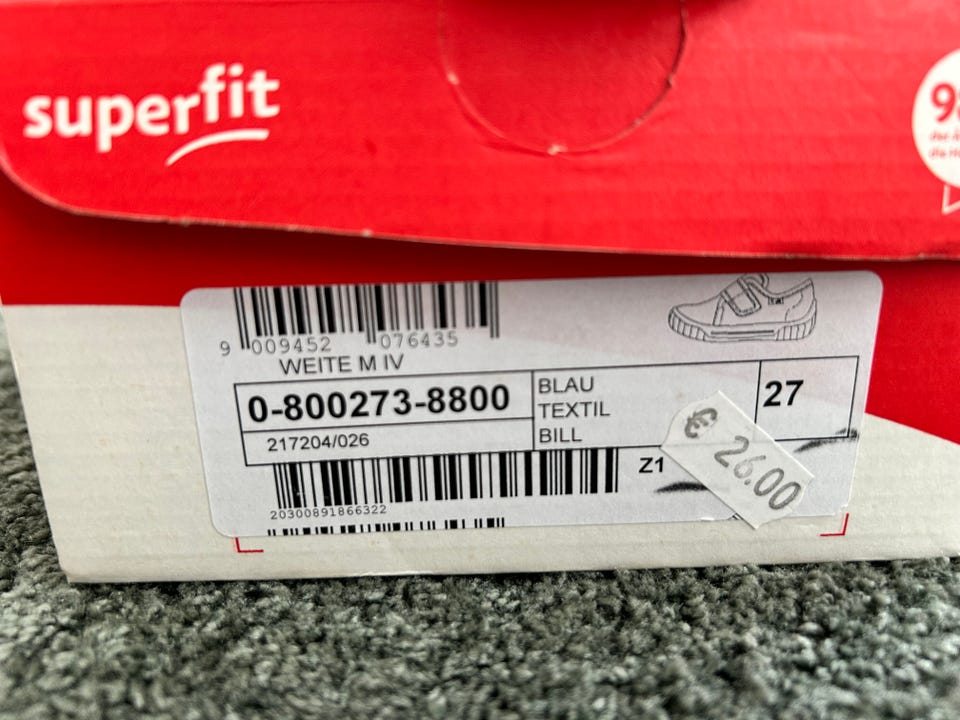 superfit
9 009452 076435
WEITE M IV
0-800273-8800
BLAU
TEXTIL
BILL
27
217204/026
€ 26.00
Z1
20300891866322